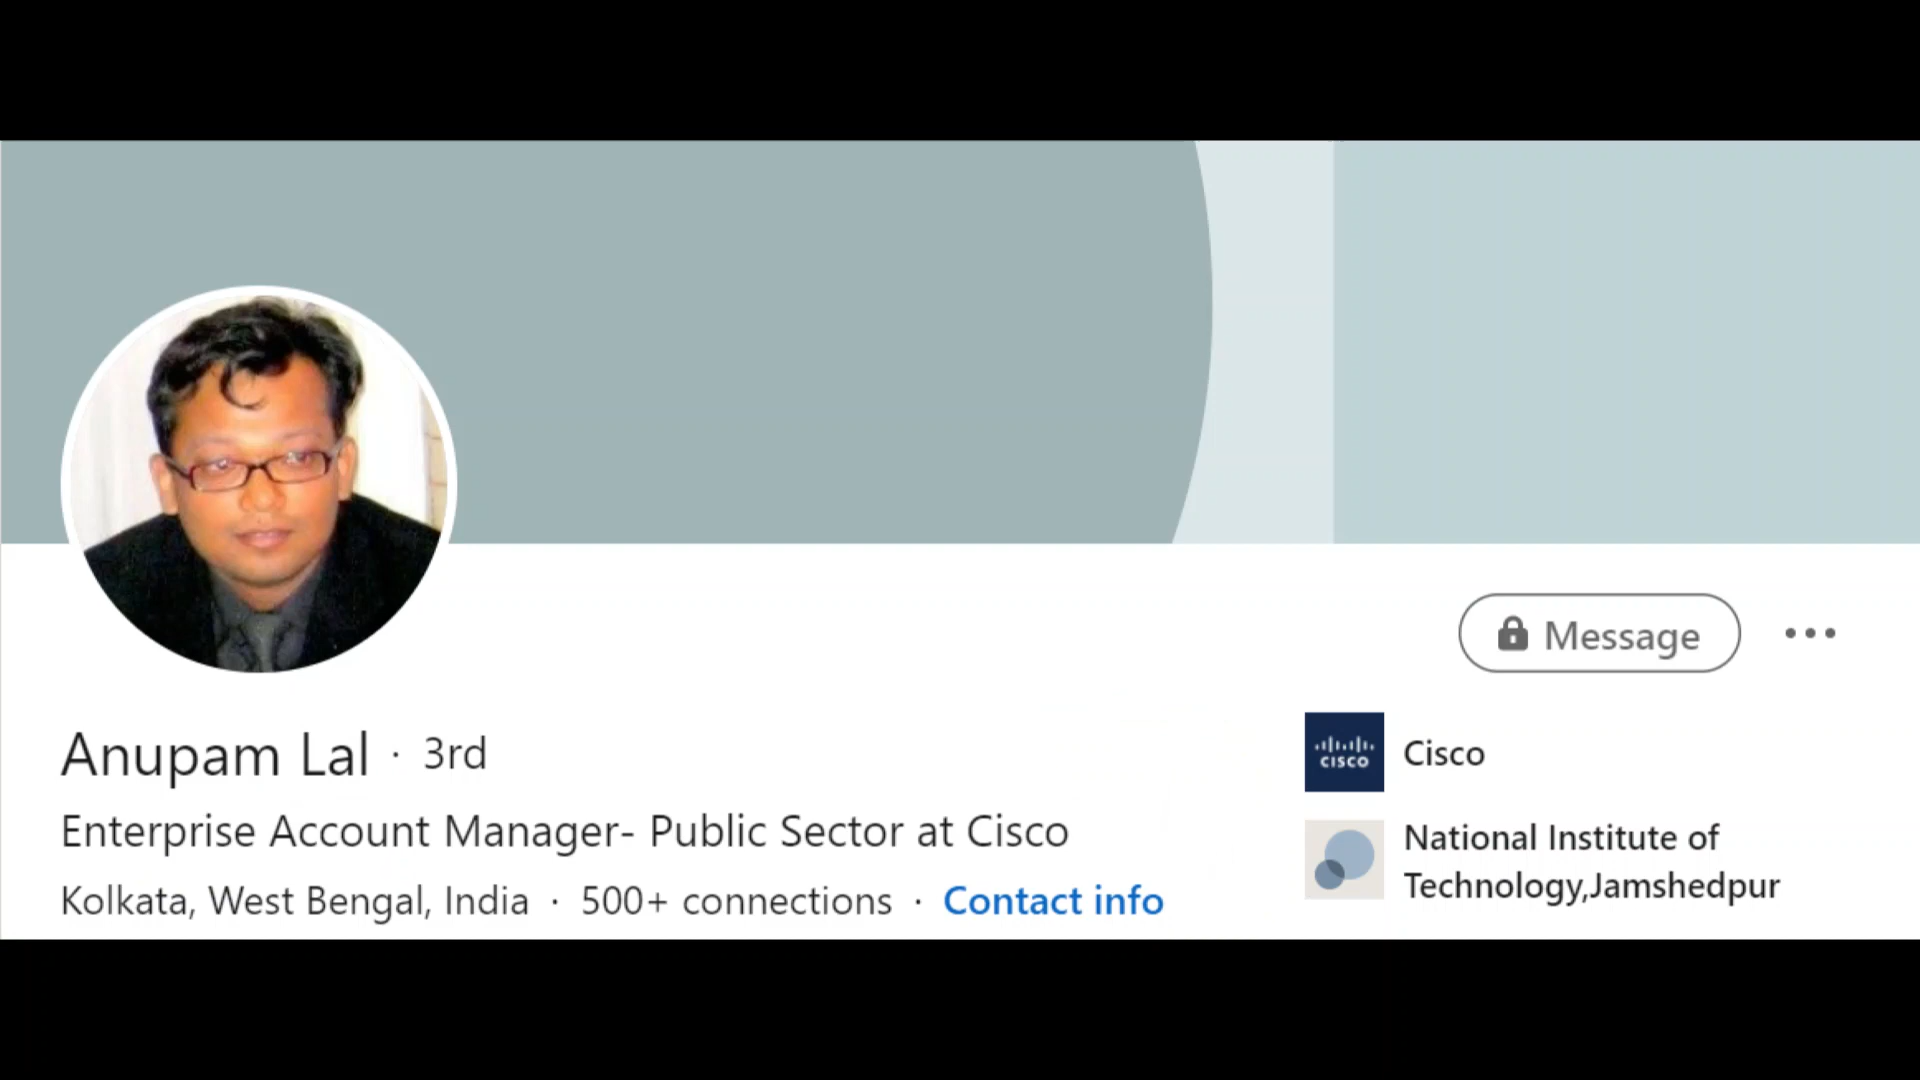 Message
Anupam Lal · 3rd
Enterprise Account Manager- Public Sector at Cisco
Kolkata, West Bengal, India · 500+ connections · Contact info
CISCO
Cisco
National Institute of
Technology,Jamshedpur